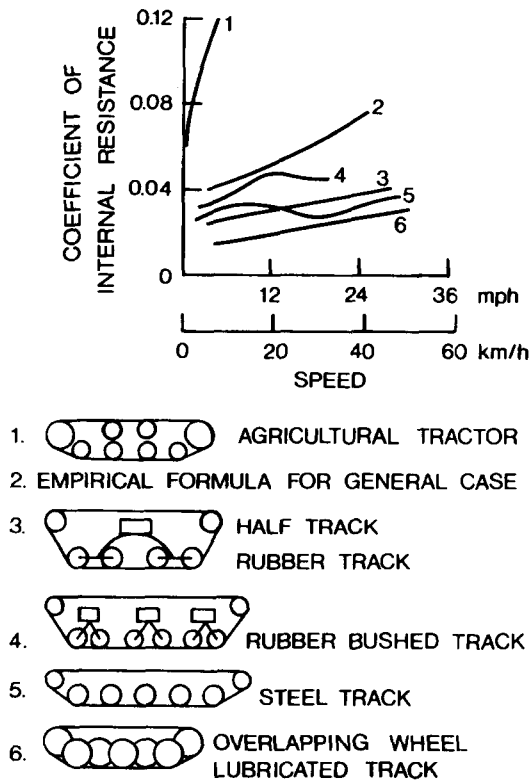 COEFFICIENT OF
INTERNAL RESISTANCE
0.12
0.08
0.04
0
1
2
4
3
5
6
12 24 36 mph
0 20 40 60 km/h
SPEED
1. AGRICULTURAL TRACTOR
2. EMPIRICAL FORMULA FOR GENERAL CASE
3. HALF TRACK
RUBBER TRACK
4. RUBBER BUSHED TRACK
5. STEEL TRACK
6. OVERLAPPING WHEEL
LUBRICATED TRACK